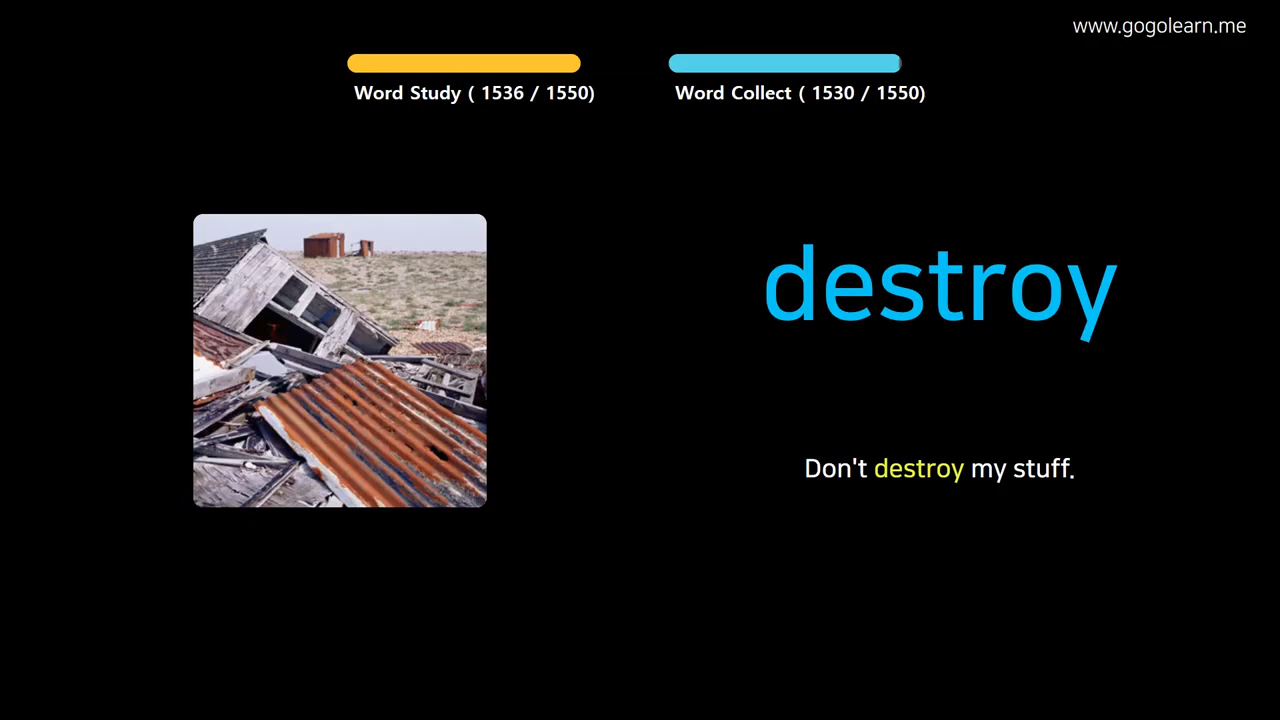 www.gogolearn.me
Word Study ( 1536 / 1550)
Word Collect ( 1530 / 1550)
destroy
Don't destroy my stuff.